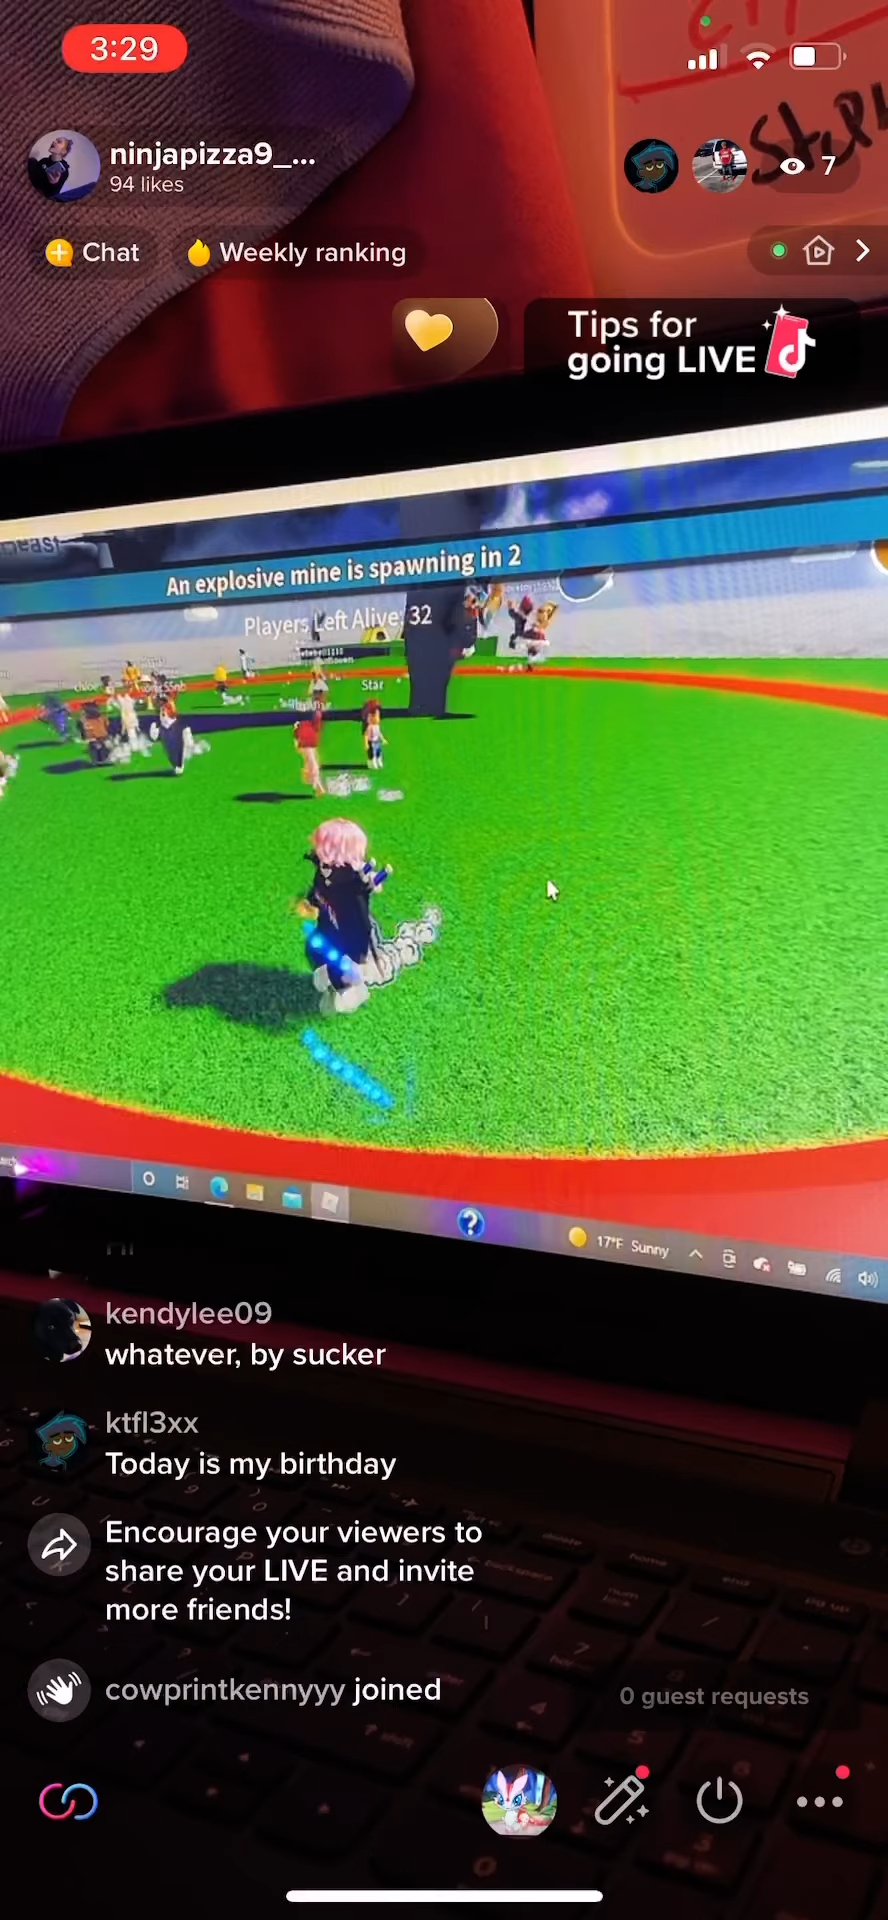 3:29
ninjapizza9_...
94 likes
7
Chat
Weekly ranking
Tips for
going LIVE
An explosive mine is spawning in 2
Players Left Alive: 32
Star
17°F Sunny
kendylee09
whatever, by sucker
ktfl3xx
Today is my birthday
Encourage your viewers to
share your LIVE and invite
more friends!
cowprintkennyyy joined
0 guest requests